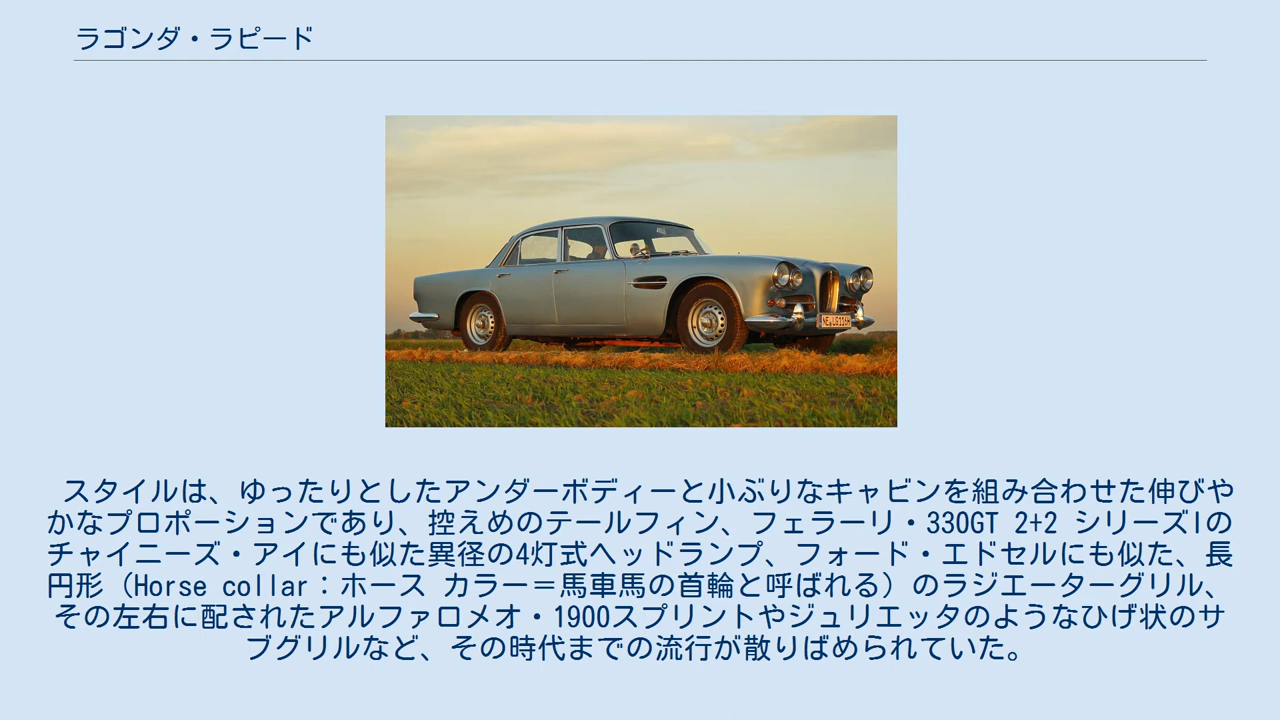 ラゴンダ・ラピード
スタイルは、ゆったりとしたアンダーボディーと小ぶりなキャビンを組み合わせた伸びや
かなプロポーションであり、控えめのテールフィン、フェラーリ・330GT 2+2 シリーズIの
チャイニーズ・アイにも似た異径の4灯式ヘッドランプ、フォード・エドセルにも似た、長
円形（Horse collar：ホース カラー＝馬車馬の首輪と呼ばれる）のラジエーターグリル、
その左右に配されたアルファロメオ・1900スプリントやジュリエッタのようなひげ状のサ
ブグリルなど、その時代までの流行が散りばめられていた。